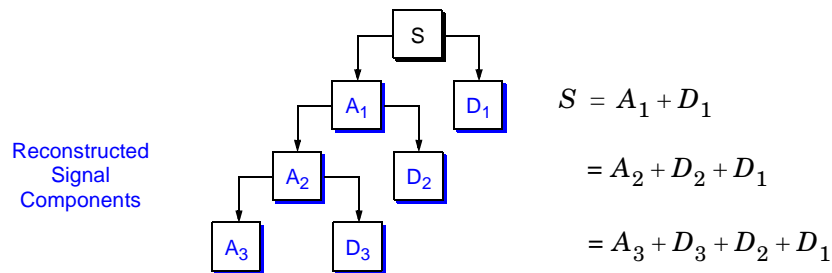 S
A₁
D₁
S = A₁ + D₁
Reconstructed
Signal
Components
A₂
D₂
= A₂ + D₂ + D₁
A₃
D₃
= A₃ + D₃ + D₂ + D₁